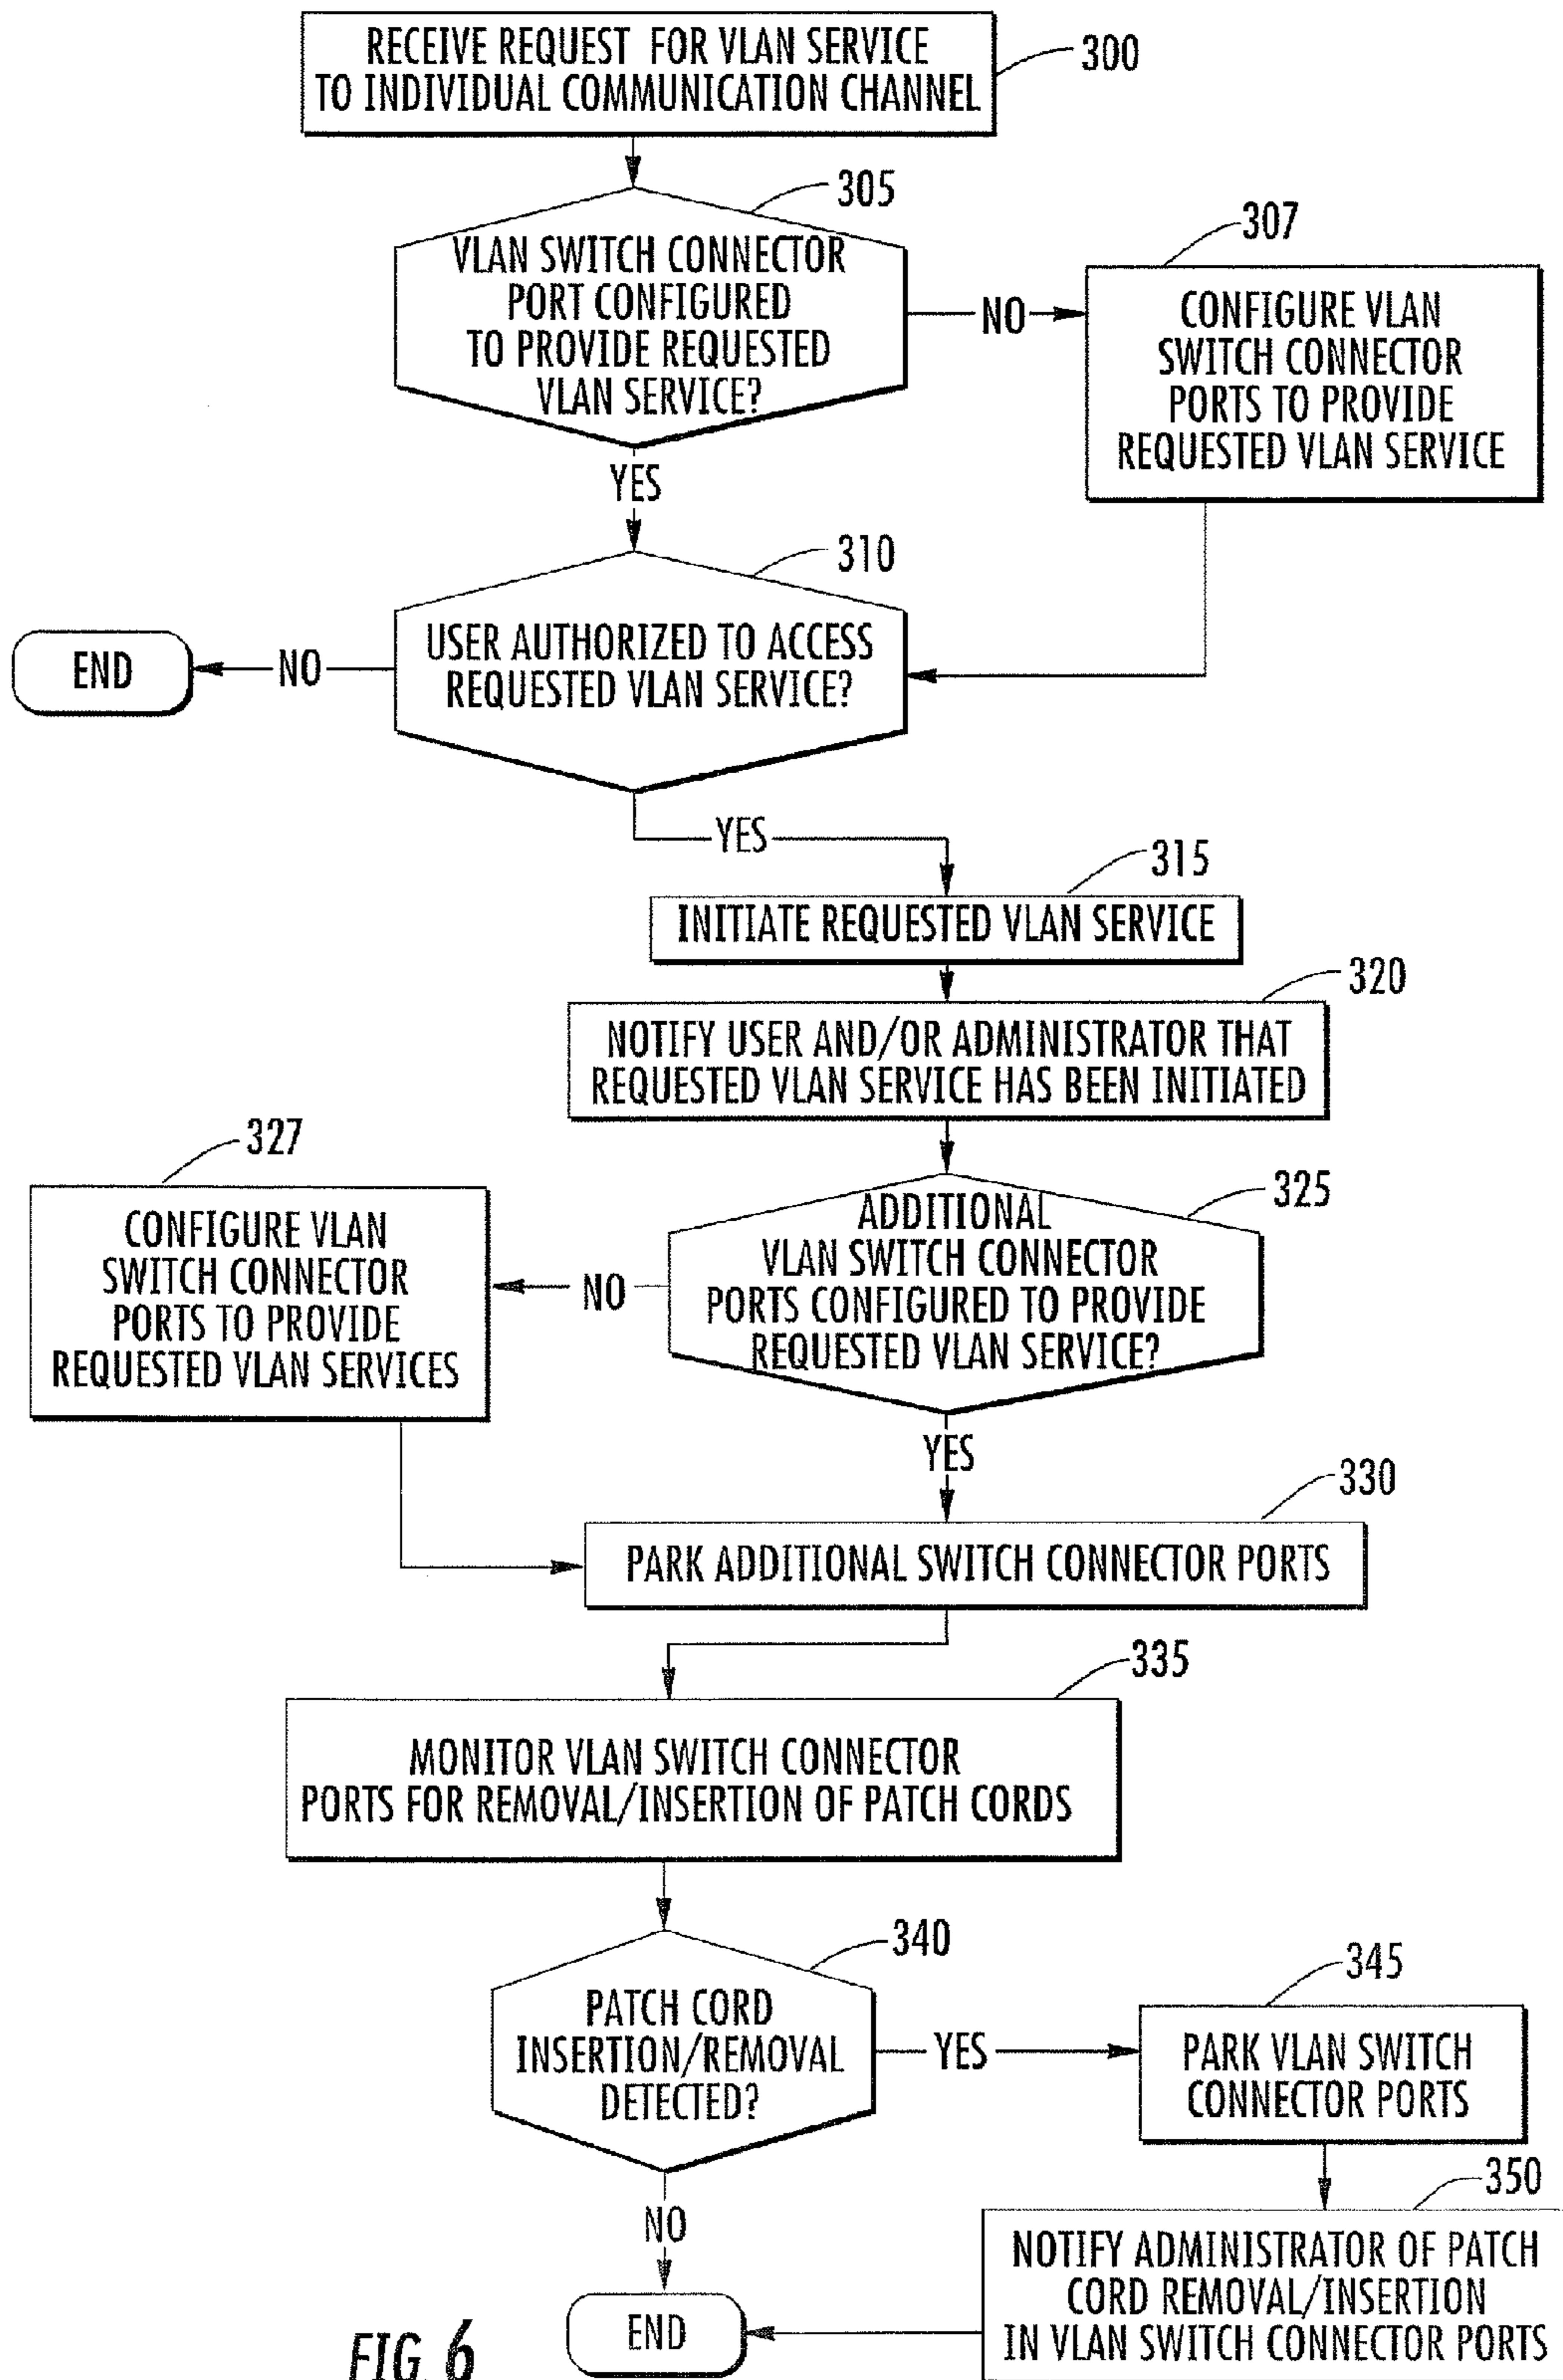 RECEIVE REQUEST FOR VLAN SERVICE
TO INDIVIDUAL COMMUNICATION CHANNEL
300
305
VLAN SWITCH CONNECTOR
PORT CONFIGURED
TO PROVIDE REQUESTED
VLAN SERVICE?
NO
307
CONFIGURE VLAN
SWITCH CONNECTOR
PORTS TO PROVIDE
REQUESTED VLAN SERVICE
YES
310
USER AUTHORIZED TO ACCESS
REQUESTED VLAN SERVICE?
NO
END
YES
315
INITIATE REQUESTED VLAN SERVICE
320
NOTIFY USER AND/OR ADMINISTRATOR THAT
REQUESTED VLAN SERVICE HAS BEEN INITIATED
325
ADDITIONAL
VLAN SWITCH CONNECTOR
PORTS CONFIGURED TO PROVIDE
REQUESTED VLAN SERVICE?
NO
327
CONFIGURE VLAN
SWITCH CONNECTOR
PORTS TO PROVIDE
REQUESTED VLAN SERVICES
YES
330
PARK ADDITIONAL SWITCH CONNECTOR PORTS
335
MONITOR VLAN SWITCH CONNECTOR
PORTS FOR REMOVAL/INSERTION OF PATCH CORDS
340
PATCH CORD
INSERTION/REMOVAL
DETECTED?
YES
345
PARK VLAN SWITCH
CONNECTOR PORTS
350
NOTIFY ADMINISTRATOR OF PATCH
CORD REMOVAL/INSERTION
IN VLAN SWITCH CONNECTOR PORTS
NO
END
FIG 6